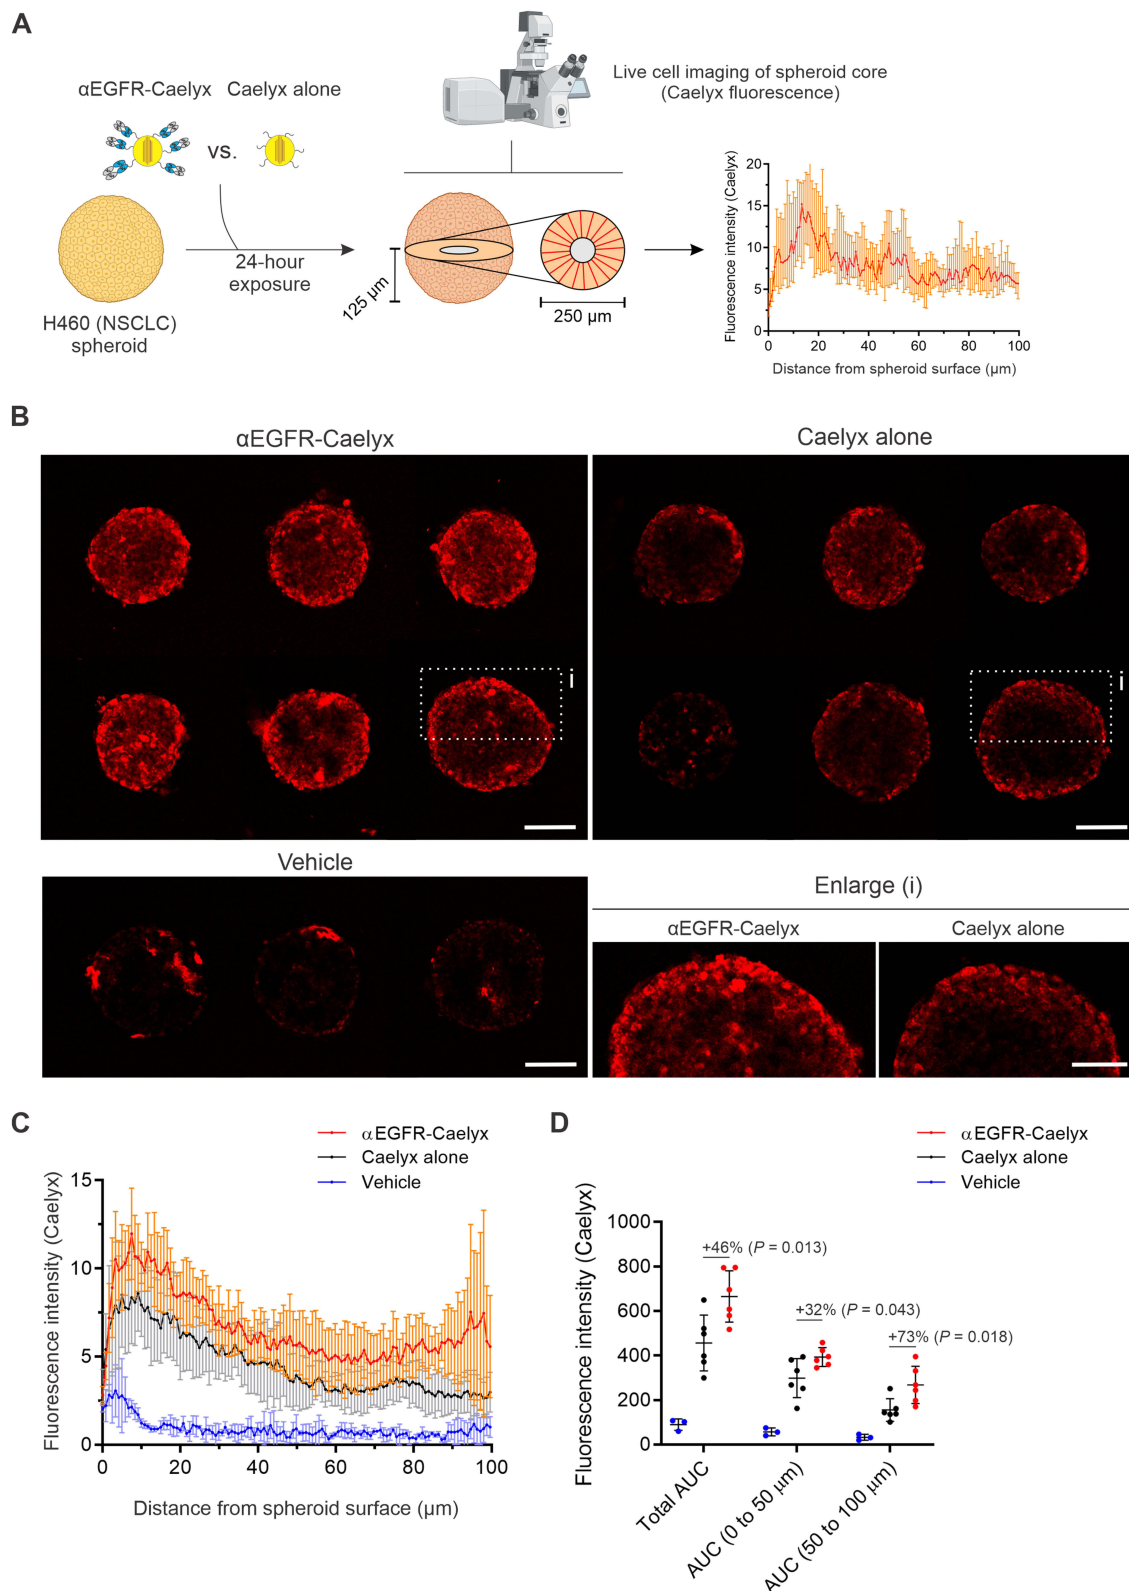 A
αEGFR-Caelyx
Caelyx alone
vs.
24-hour
exposure
H460 (NSCLC)
spheroid
Live cell imaging of spheroid core
(Caelyx fluorescence)
125 µm
250 µm
Fluorescence intensity (Caelyx)
20
15
10
5
0
0
20
40
60
80
100
Distance from spheroid surface (µm)
B
αEGFR-Caelyx
Caelyx alone
i
i
Vehicle
Enlarge (i)
αEGFR-Caelyx
Caelyx alone
C
αEGFR-Caelyx
Caelyx alone
Vehicle
Fluorescence intensity (Caelyx)
15
10
5
0
0
20
40
60
80
100
Distance from spheroid surface (µm)
D
αEGFR-Caelyx
Caelyx alone
Vehicle
Fluorescence intensity (Caelyx)
1000
800
600
400
200
0
+46% (P = 0.013)
+32% (P = 0.043)
+73% (P = 0.018)
Total AUC
AUC (0 to 50 µm)
AUC (50 to 100 µm)